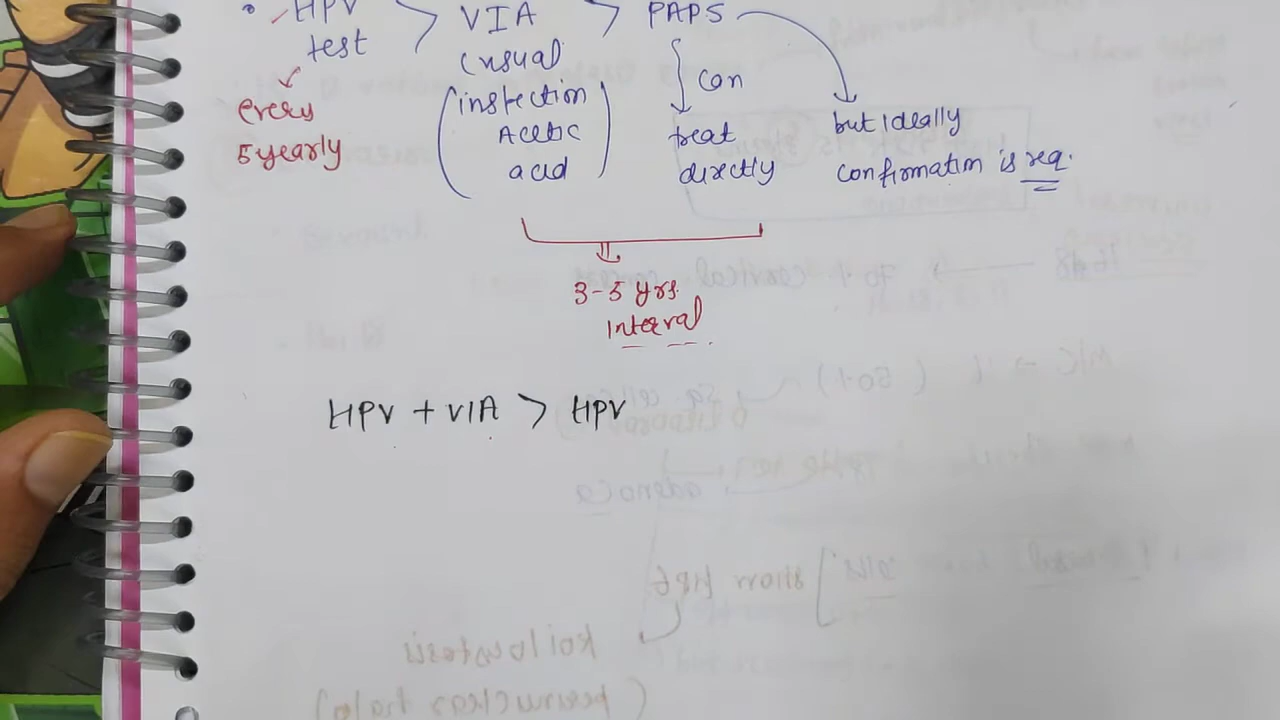 • HPV > VIA > PAPS
test
every
5 yearly
(visual
inspection
Acetic
acid)
can
treat
directly
but ideally
confirmation is req.
3-5 yrs
interval
HPV + VIA > HPV